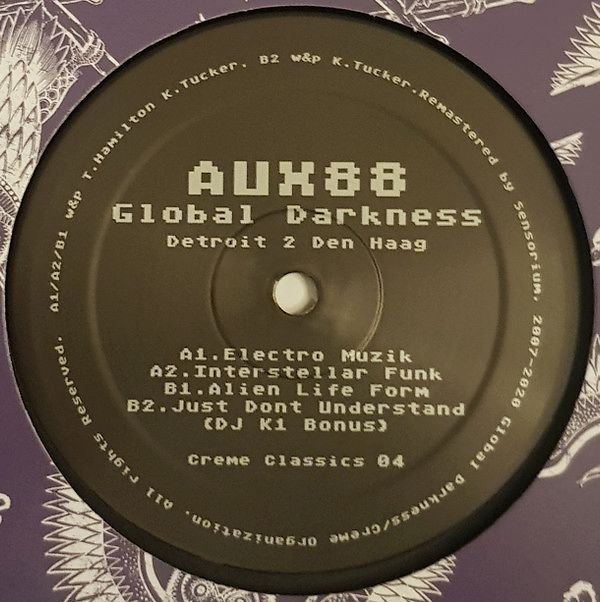 AUX88
Global Darkness
Detroit 2 Den Haag
A1.Electro Muzik
A2.Interstellar Funk
B1.Alien Life Form
B2.Just Dont Understand
(DJ K1 Bonus)
Creme Classics 04
A1/A2/B1 w&p T.Hamilton K.Tucker. B2 w&p K.Tucker.Remastered by Sensorium. 2007-2020 Global Darkness/Creme Organization. All Rights Reserved.